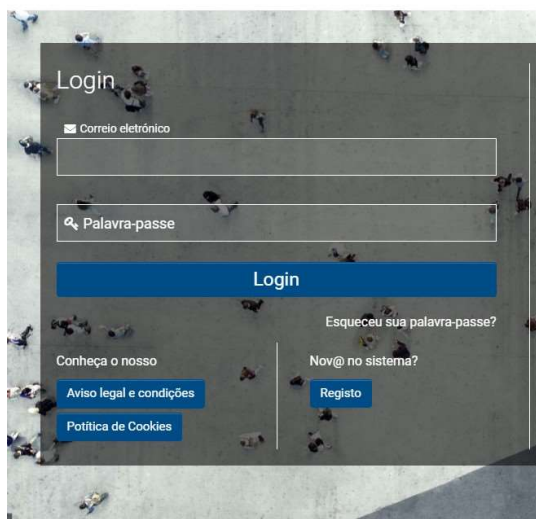 Login
Correio eletrónico
Palavra-passe
Login
Esqueceu sua palavra-passe?
Conheça o nosso
Aviso legal e condições
Potítica de Cookies
Nov@ no sistema?
Registo